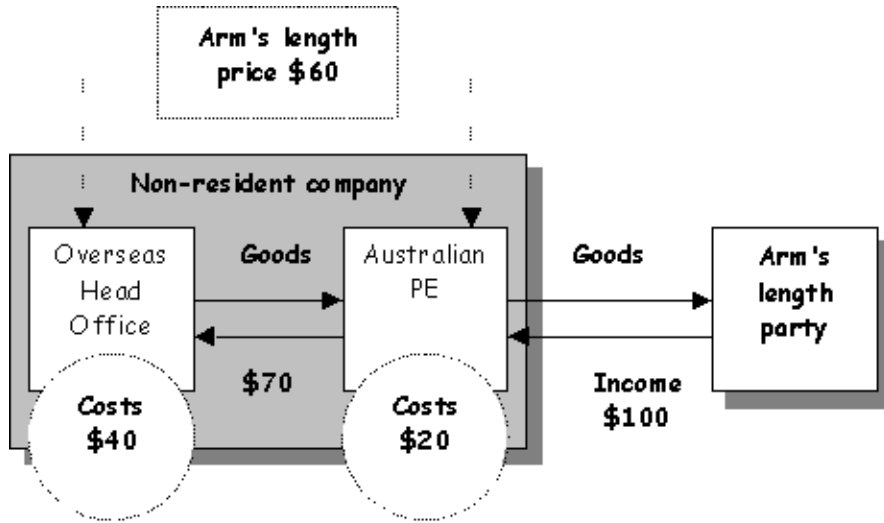 Arm's length
price $60
Non-resident company
Overseas
Head
Office
Goods
Australian
PE
Goods
Arm's
length
party
$70
Income
$100
Costs
$40
Costs
$20